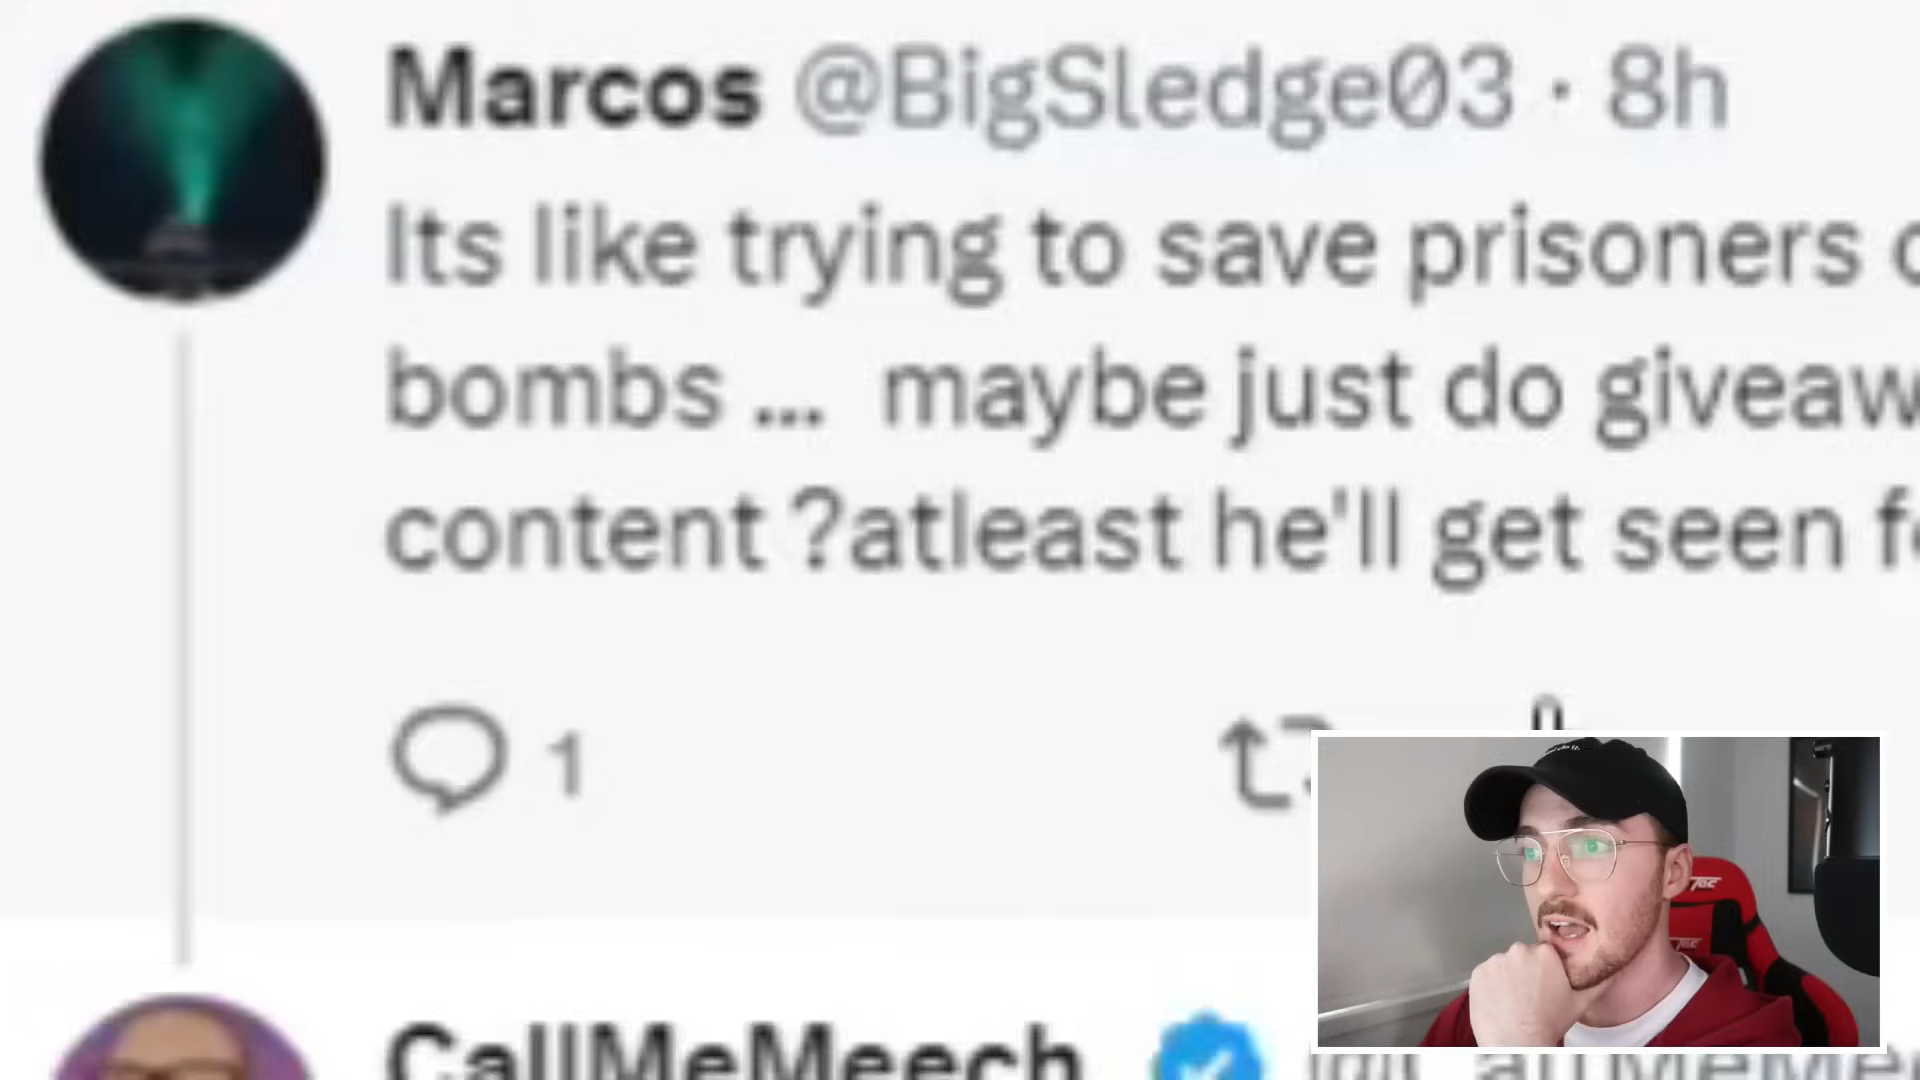 Marcos @BigSledge03 · 8h
Its like trying to save prisoners
bombs ... maybe just do
content ?atleast he'll get seen
1
CallMeMeech